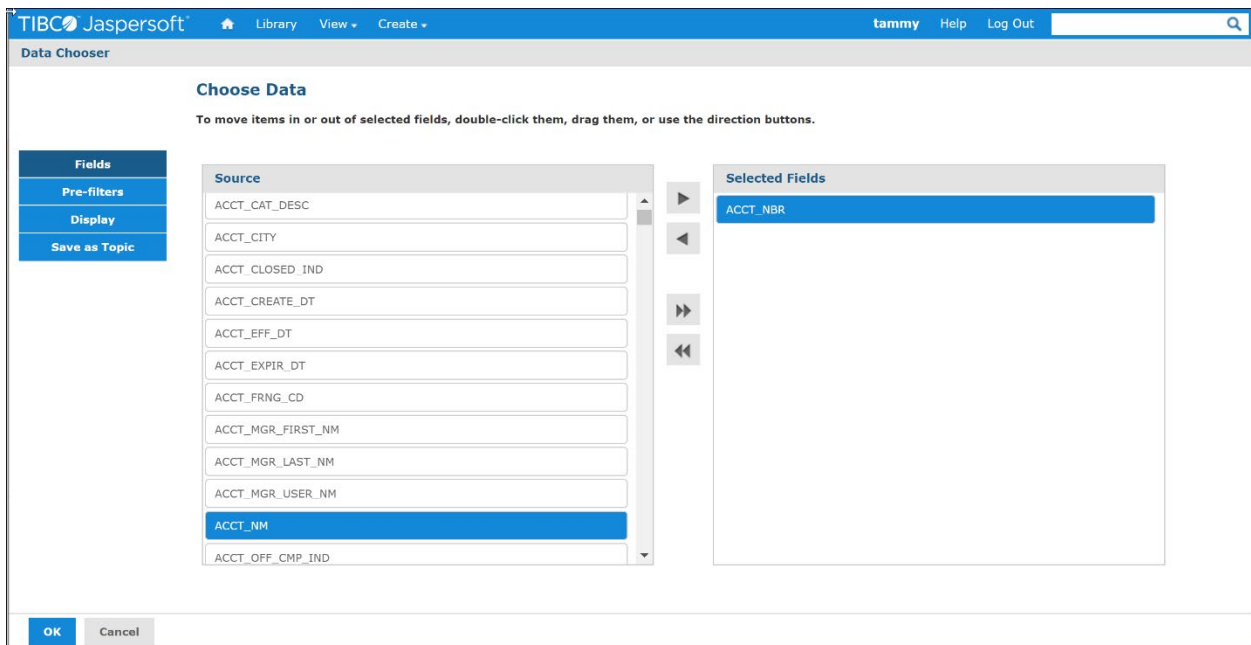 TIBCO Jaspersoft Library View Create tammy Help Log Out
Data Chooser
Choose Data
To move items in or out of selected fields, double-click them, drag them, or use the direction buttons.
Fields
Pre-filters
Display
Save as Topic
Source
ACCT_CAT_DESC
ACCT_CITY
ACCT_CLOSED_IND
ACCT_CREATE_DT
ACCT_EFF_DT
ACCT_EXPIR_DT
ACCT_FRNG_CD
ACCT_MGR_FIRST_NM
ACCT_MGR_LAST_NM
ACCT_MGR_USER_NM
ACCT_NM
ACCT_OFF_CMP_IND
Selected Fields
ACCT_NBR
OK Cancel